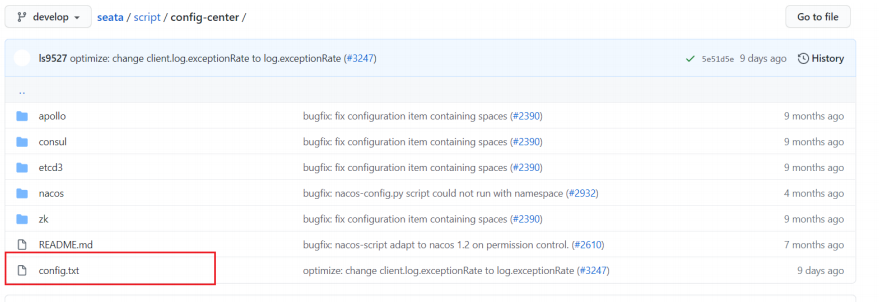 develop seata / script / config-center / Go to file
ls9527 optimize: change client.log.exceptionRate to log.exceptionRate (#3247) 5e51d5e 9 days ago History
..
apollo bugfix: fix configuration item containing spaces (#2390) 9 months ago
consul bugfix: fix configuration item containing spaces (#2390) 9 months ago
etcd3 bugfix: fix configuration item containing spaces (#2390) 9 months ago
nacos bugfix: nacos-config.py script could not run with namespace (#2932) 4 months ago
zk bugfix: fix configuration item containing spaces (#2390) 9 months ago
README.md bugfix: nacos-script adapt to nacos 1.2 on permission control. (#2610) 7 months ago
config.txt optimize: change client.log.exceptionRate to log.exceptionRate (#3247) 9 days ago